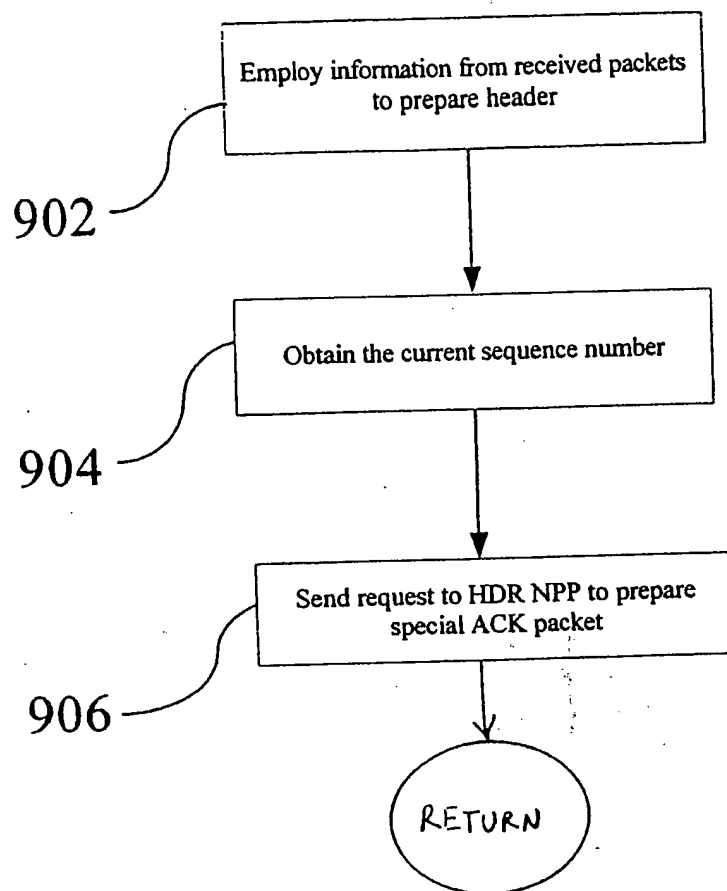 Employ information from received packets
to prepare header
902
Obtain the current sequence number
904
Send request to HDR NPP to prepare
special ACK packet
906
RETURN